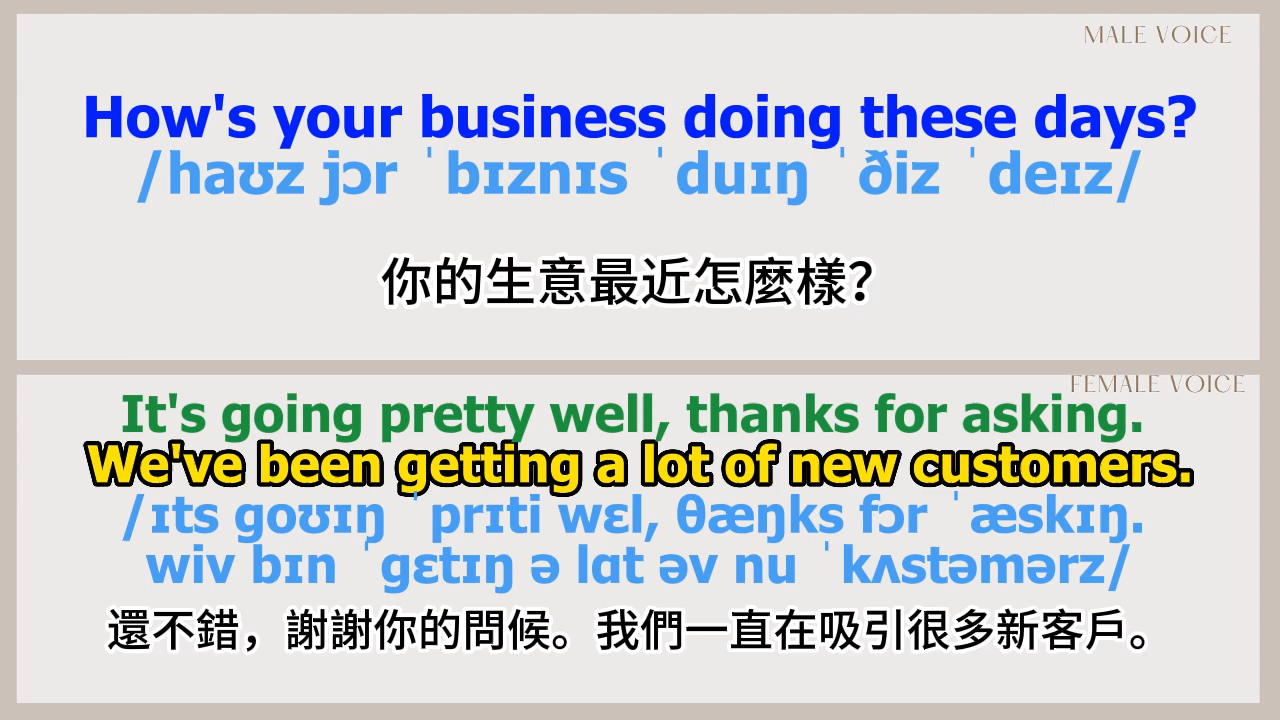 MALE VOICE
How's your business doing these days?
/haʊz jɔr ˈbɪznɪs ˈduɪŋ ˈðiz ˈdeɪz/
你的生意最近怎麼樣?
FEMALE VOICE
It's going pretty well, thanks for asking.
We've been getting a lot of new customers.
/ɪts goʊɪŋ ˈprɪti wɛl, θæŋks fɔr ˈæskɪŋ.
wiv bɪn ˈgɛtɪŋ ə lɑt əv nu ˈkʌstəmərz/
還不錯，謝謝你的問候。我們一直在吸引很多新客戶。